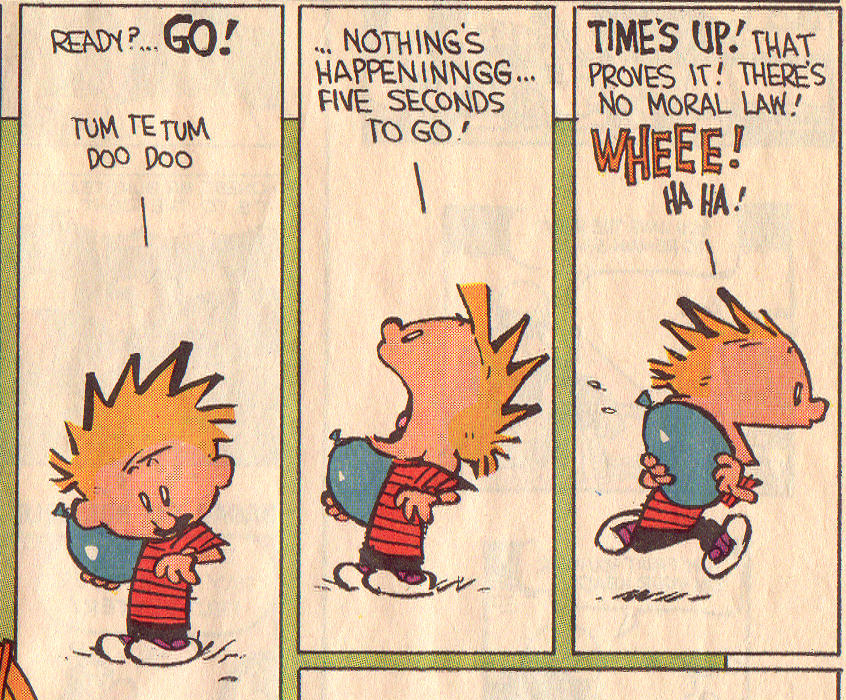 READY?... GO!
TUM TE TUM
DOO DOO
... NOTHING'S
HAPPENINNGG...
FIVE SECONDS
TO GO!
TIME'S UP! THAT
PROVES IT! THERE'S
NO MORAL LAW!
WHEEE!
HA HA!